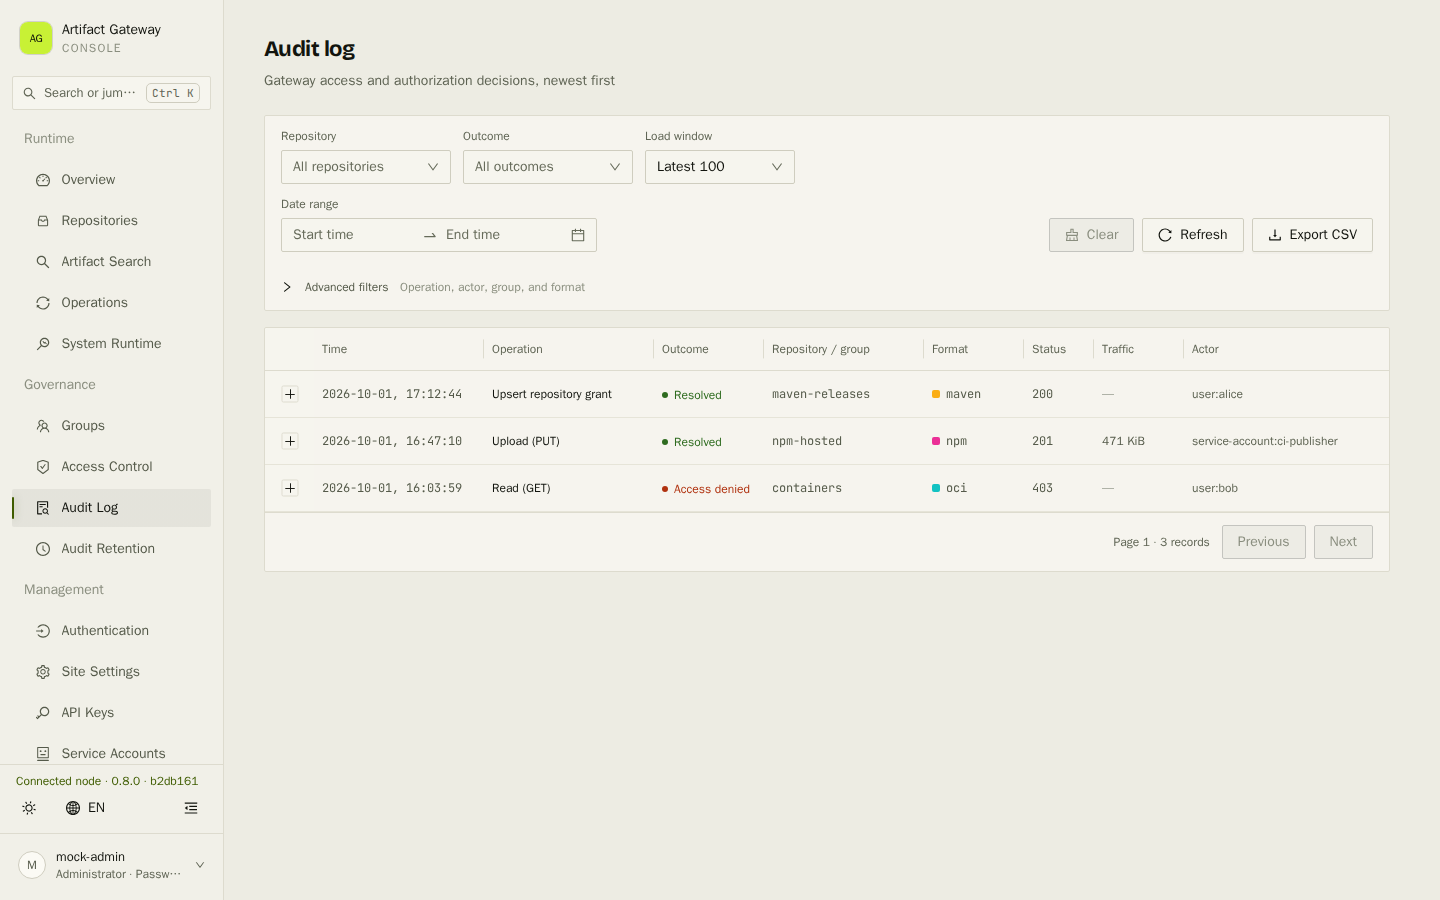 AG
Artifact Gateway
CONSOLE
Search or jum··· Ctrl K
Runtime
Overview
Repositories
Artifact Search
Operations
System Runtime
Governance
Groups
Access Control
Audit Log
Audit Retention
Management
Authentication
Site Settings
API Keys
Service Accounts
Connected node · 0.8.0 · b2db161
EN
M
mock-admin
Administrator · Passw···
Audit log
Gateway access and authorization decisions, newest first
Repository Outcome Load window
All repositories All outcomes Latest 100
Date range
Start time End time Clear Refresh Export CSV
Advanced filters Operation, actor, group, and format
Time Operation Outcome Repository / group Format Status Traffic Actor
2026-10-01, 17:12:44 Upsert repository grant Resolved maven-releases maven 200 — user:alice
2026-10-01, 16:47:10 Upload (PUT) Resolved npm-hosted npm 201 471 KiB service-account:ci-publisher
2026-10-01, 16:03:59 Read (GET) Access denied containers oci 403 — user:bob
Page 1 · 3 records Previous Next